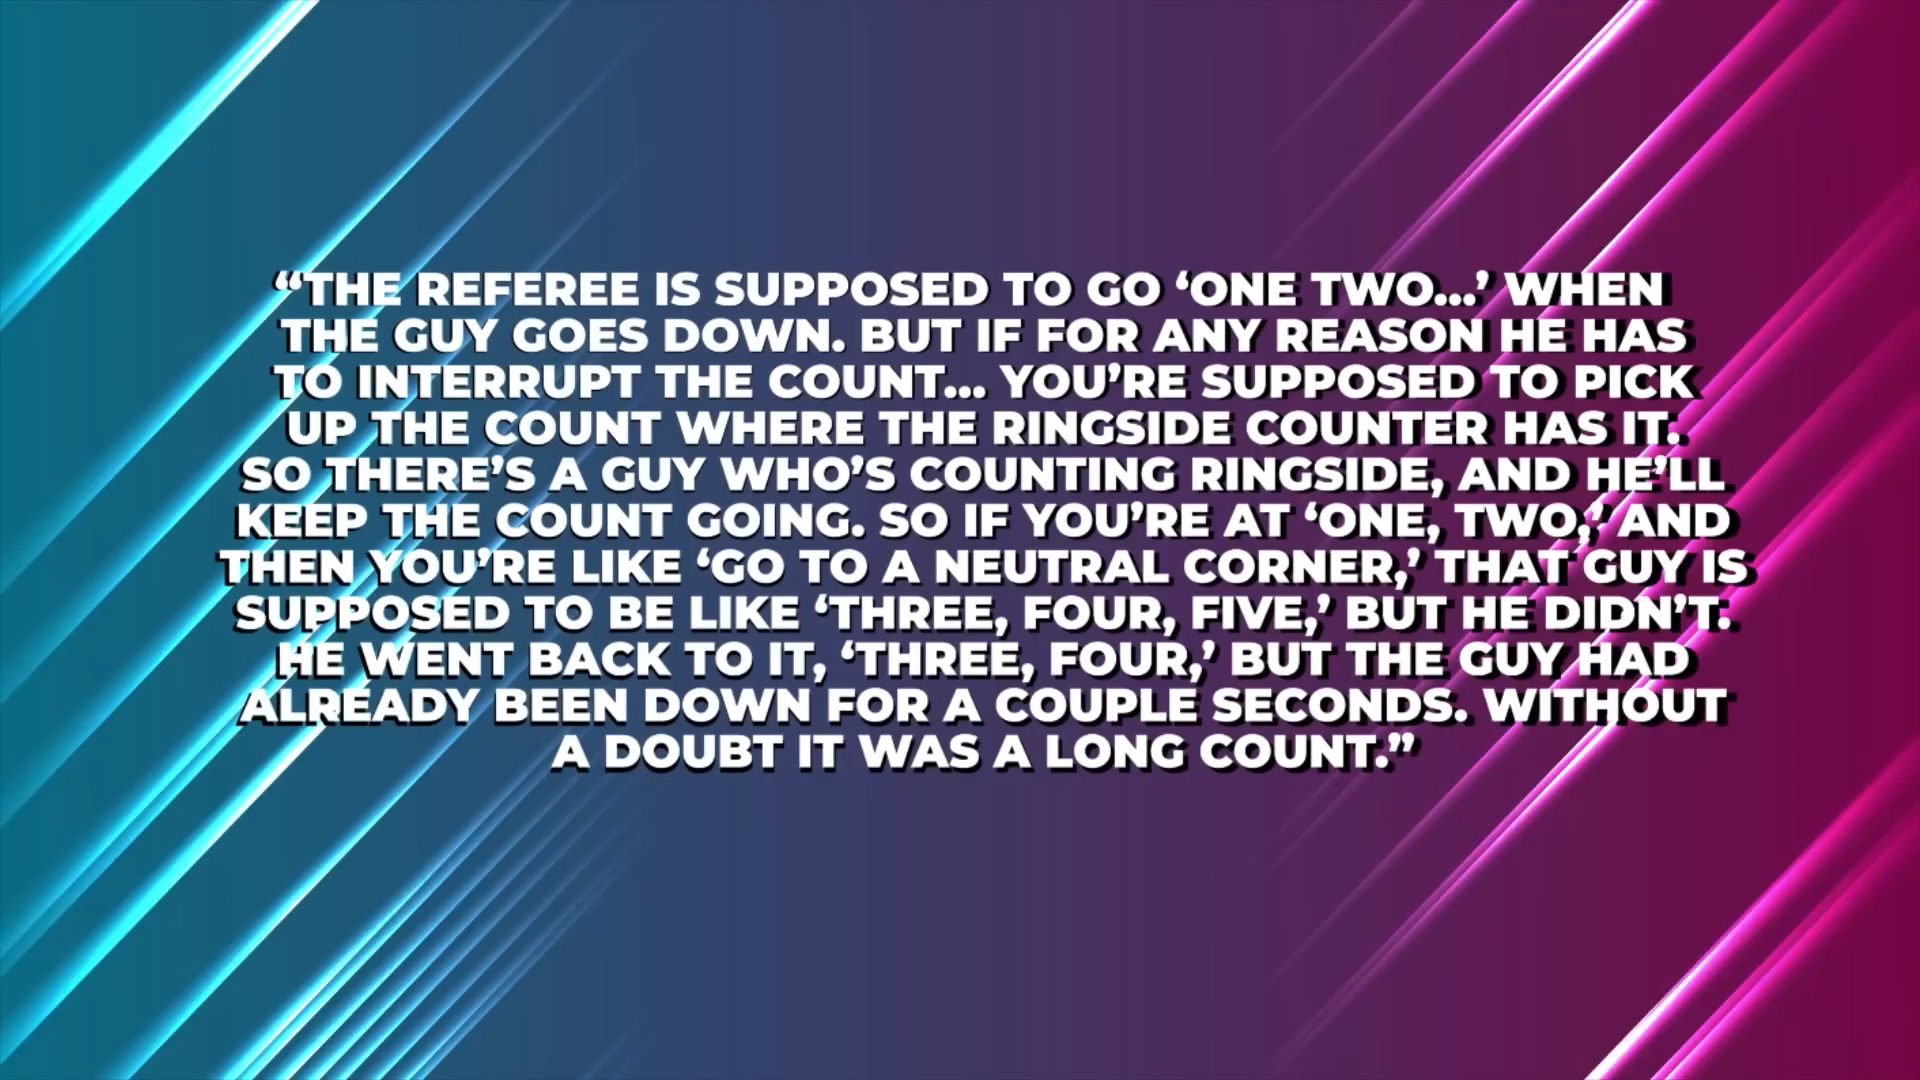 “THE REFEREE IS SUPPOSED TO GO ‘ONE TWO...’ WHEN
THE GUY GOES DOWN. BUT IF FOR ANY REASON HE HAS
TO INTERRUPT THE COUNT... YOU’RE SUPPOSED TO PICK
UP THE COUNT WHERE THE RINGSIDE COUNTER HAS IT.
SO THERE’S A GUY WHO’S COUNTING RINGSIDE, AND HE’LL
KEEP THE COUNT GOING. SO IF YOU’RE AT ‘ONE, TWO,’ AND
THEN YOU’RE LIKE ‘GO TO A NEUTRAL CORNER,’ THAT GUY IS
SUPPOSED TO BE LIKE ‘THREE, FOUR, FIVE,’ BUT HE DIDN’T.
HE WENT BACK TO IT, ‘THREE, FOUR,’ BUT THE GUY HAD
ALREADY BEEN DOWN FOR A COUPLE SECONDS. WITHOUT
A DOUBT IT WAS A LONG COUNT.”